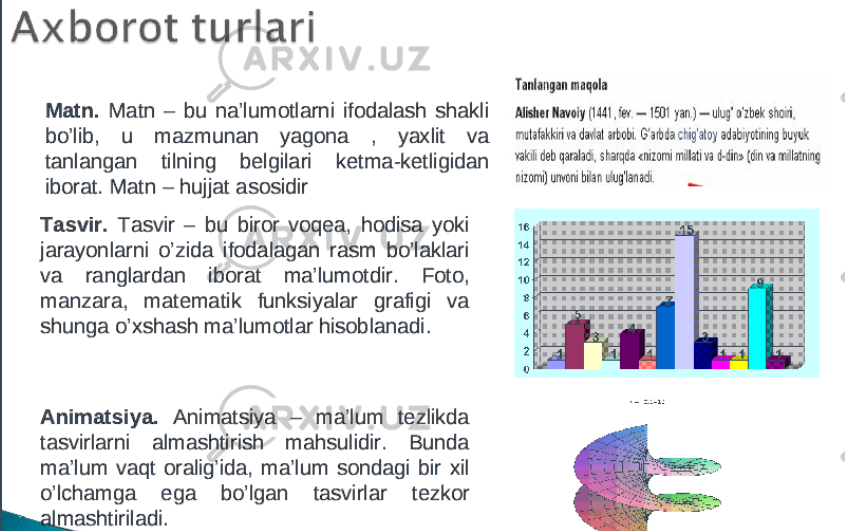 Axborot turlari
ARXIV.UZ
Matn. Matn – bu na’lumotlarni ifodalash shakli
bo’lib, u mazmunan yagona , yaxlit va
tanlangan tilning belgilari ketma-ketligidan
iborat. Matn – hujjat asosidir
Tanlangan maqola
Alisher Navoiy (1441, fev. — 1501 yan.) — ulug' o'zbek shoiri,
mutafakkiri va davlat arbobi. G'arbda chig'atoy adabiyotining buyuk
vakili deb qaraladi, sharqda «nizomi millati va d-din» (din va millatning
nizomi) unvoni bilan ulug'lanadi.
Tasvir. Tasvir – bu biror voqea, hodisa yoki
jarayonlarni o’zida ifodalagan rasm bo’laklari
va ranglardan iborat ma’lumotdir. Foto,
manzara, matematik funksiyalar grafigi va
shunga o’xshash ma’lumotlar hisoblanadi.
ARXIV.UZ
16
14
12
10
8
6
4
2
0
1 5 3 1 4 1 7 15 3 1 1 9 1
Animatsiya. Animatsiya – ma’lum tezlikda
tasvirlarni almashtirish mahsulidir. Bunda
ma’lum vaqt oralig’ida, ma’lum sondagi bir xil
o’lchamga ega bo’lgan tasvirlar tezkor
almashtiriladi.
ARXIV.UZ